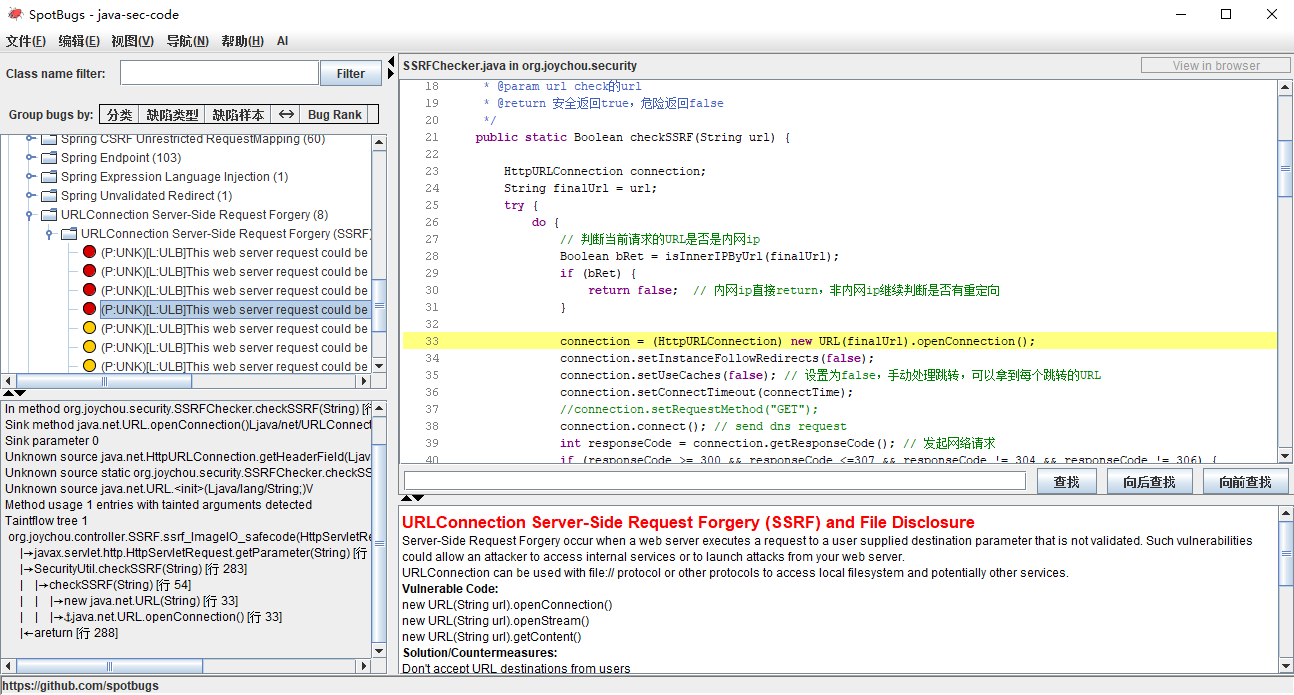 SpotBugs - java-sec-code
文件(F) 编辑(E) 视图(V) 导航(N) 帮助(H) AI
Class name filter:
Filter
Group bugs by:
分类 缺陷类型 缺陷样本 ↔ Bug Rank
Spring CSRF Unrestricted RequestMapping (60)
Spring Endpoint (103)
Spring Expression Language Injection (1)
Spring Unvalidated Redirect (1)
URLConnection Server-Side Request Forgery (8)
URLConnection Server-Side Request Forgery (SSRF)
(P:UNK)[L:ULB]This web server request could be
(P:UNK)[L:ULB]This web server request could be
(P:UNK)[L:ULB]This web server request could be
(P:UNK)[L:ULB]This web server request could be
(P:UNK)[L:ULB]This web server request could be
(P:UNK)[L:ULB]This web server request could be
(P:UNK)[L:ULB]This web server request could be
In method org.joychou.security.SSRFChecker.checkSSRF(String) [行
Sink method java.net.URL.openConnection()Ljava/net/URLConnect
Sink parameter 0
Unknown source java.net.HttpURLConnection.getHeaderField(Ljav
Unknown source static org.joychou.security.SSRFChecker.checkSS
Unknown source java.net.URL.<init>(Ljava/lang/String;)V
Method usage 1 entries with tainted arguments detected
Taintflow tree 1
org.joychou.controller.SSRF.ssrf_ImageIO_safecode(HttpServletRe
|→javax.servlet.http.HttpServletRequest.getParameter(String) [行
|→SecurityUtil.checkSSRF(String) [行 283]
| |→checkSSRF(String) [行 54]
| | |→new java.net.URL(String) [行 33]
| | |→⚓java.net.URL.openConnection() [行 33]
|←areturn [行 288]
https://github.com/spotbugs
SSRFChecker.java in org.joychou.security
View in browser
18 * @param url check的url
19 * @return 安全返回true，危险返回false
20 */
21 public static Boolean checkSSRF(String url) {
22
23 HttpURLConnection connection;
24 String finalUrl = url;
25 try {
26 do {
27 // 判断当前请求的URL是否是内网ip
28 Boolean bRet = isInnerIPByUrl(finalUrl);
29 if (bRet) {
30 return false; // 内网ip直接return，非内网ip继续判断是否有重定向
31 }
32
33 connection = (HttpURLConnection) new URL(finalUrl).openConnection();
34 connection.setInstanceFollowRedirects(false);
35 connection.setUseCaches(false); // 设置为false，手动处理跳转，可以拿到每个跳转的URL
36 connection.setConnectTimeout(connectTime);
37 //connection.setRequestMethod("GET");
38 connection.connect(); // send dns request
39 int responseCode = connection.getResponseCode(); // 发起网络请求
40 if (responseCode >= 300 && responseCode <=307 && responseCode != 304 && responseCode != 306) {
查找 向后查找 向前查找
URLConnection Server-Side Request Forgery (SSRF) and File Disclosure
Server-Side Request Forgery occur when a web server executes a request to a user supplied destination parameter that is not validated. Such vulnerabilities
could allow an attacker to access internal services or to launch attacks from your web server.
URLConnection can be used with file:// protocol or other protocols to access local filesystem and potentially other services.
Vulnerable Code:
new URL(String url).openConnection()
new URL(String url).openStream()
new URL(String url).getContent()
Solution/Countermeasures:
Don't accept URL destinations from users